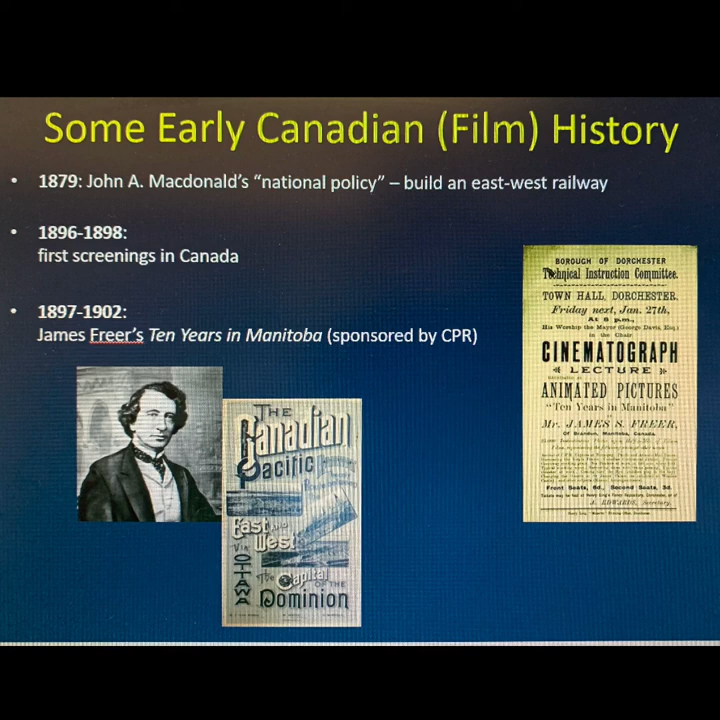 Some Early Canadian (Film) History
• 1879: John A. Macdonald's “national policy” – build an east-west railway
• 1896-1898:
first screenings in Canada
• 1897-1902:
James Freer's Ten Years in Manitoba (sponsored by CPR)
BOROUGH OF DORCHESTER
Technical Instruction Committee.
TOWN HALL, DORCHESTER.
Friday next, Jan. 27th,
At 8 p.m.,
His Worship the Mayor (George Davis, Esq.)
in the Chair
CINEMATOGRAPH
LECTURE
ANIMATED PICTURES
"Ten Years in Manitoba"
Mr. JAMES S. FREER,
Of Brandon, Manitoba, Canada.
Front Seats, 6d., Second Seats, 3d.
A. EDWARDS, Secretary.
THE
Canadian
Pacific
East AND
West
VIA
OTTAWA
The Capital
OF THE
Dominion